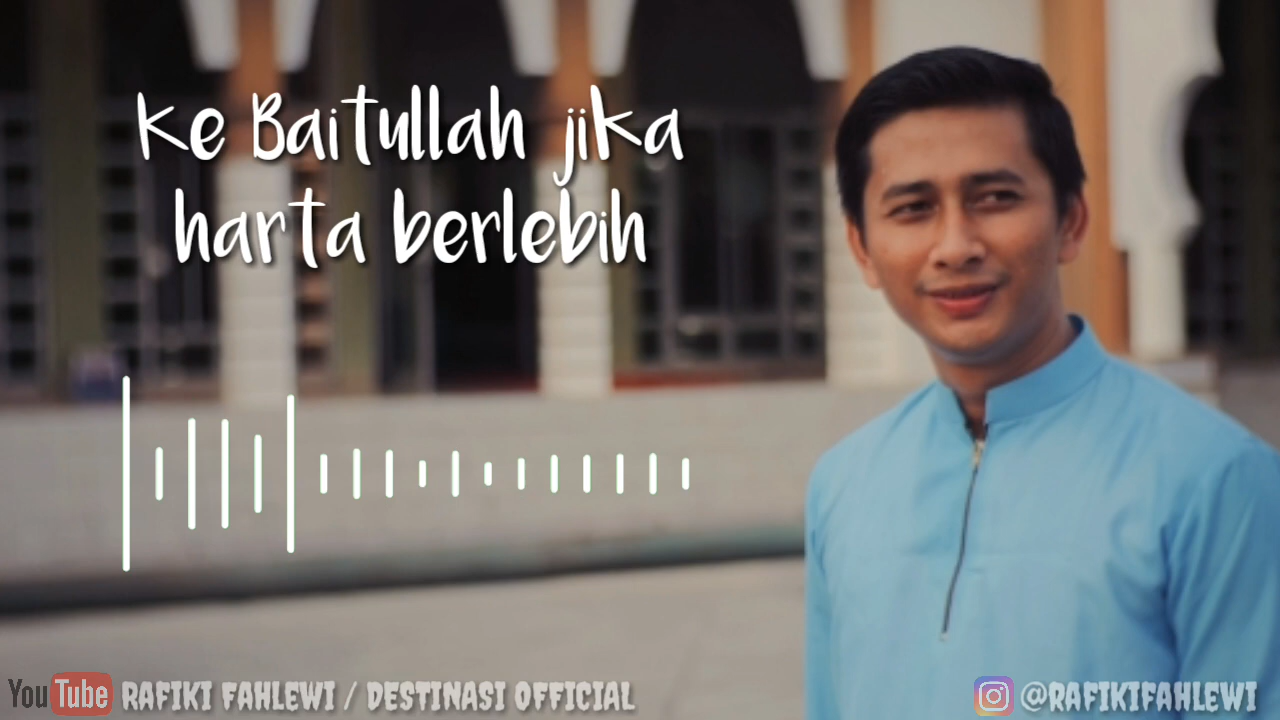 Ke Baitullah jika
harta berlebih
YouTube RAFIKI FAHLEWI / DESTINASI OFFICIAL
@RAFIKIFAHLEWI